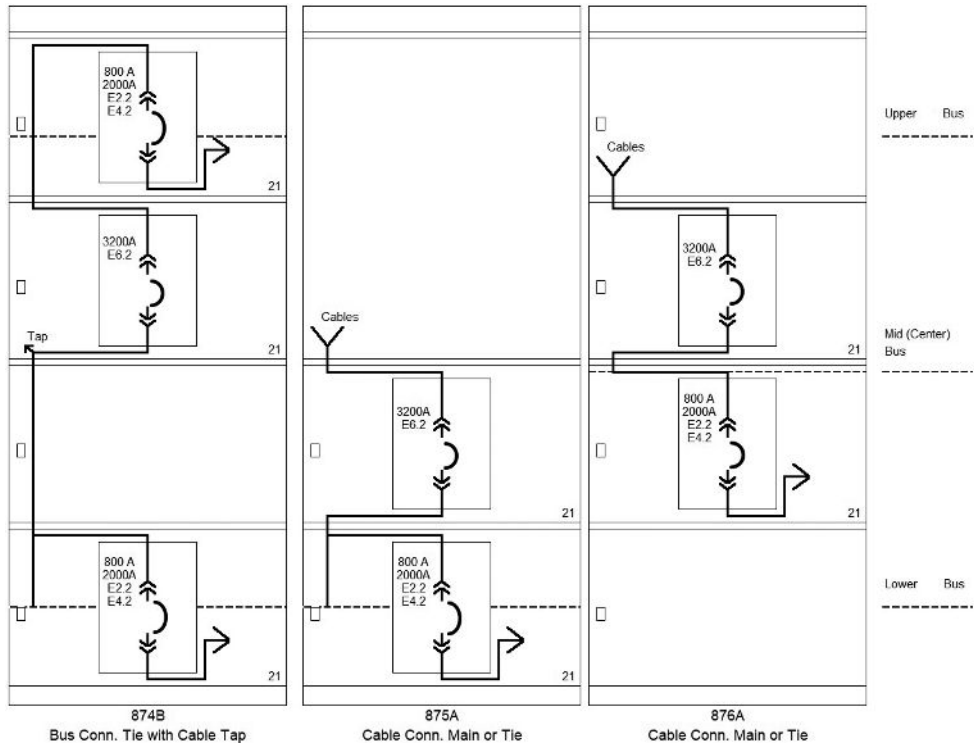 800 A
2000A
E2.2
E4.2
21
3200A
E6.2
Tap
21
800 A
2000A
E2.2
E4.2
21
874B
Bus Conn. Tie with Cable Tap
Cables
3200A
E6.2
21
800 A
2000A
E2.2
E4.2
21
875A
Cable Conn. Main or Tie
Cables
3200A
E6.2
21
800 A
2000A
E2.2
E4.2
21
876A
Cable Conn. Main or Tie
Upper Bus
Mid (Center)
Bus
Lower Bus